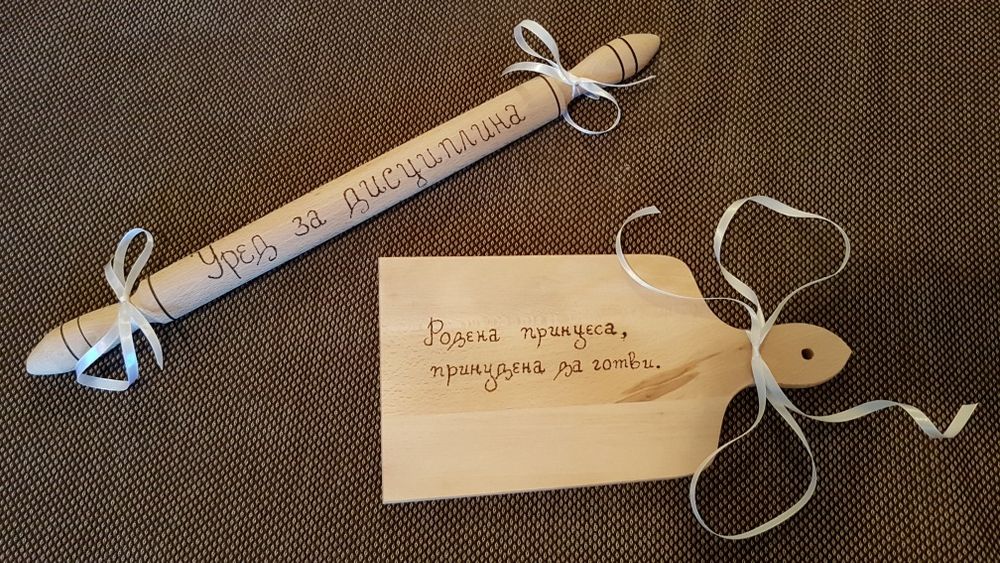 Уред за дисциплина
Родена принцеса,
принудена да готви.